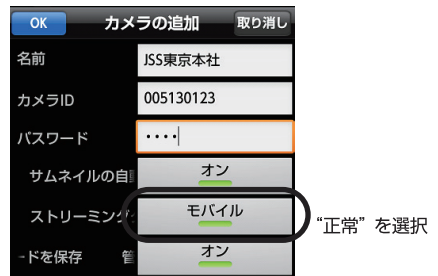 OK カメラの追加 取り消し
名前 JSS東京本社
カメラID 005130123
パスワード ････
サムネイルの自 オン
ストリーミング モバイル
“正常”を選択
ードを保存 管 オン